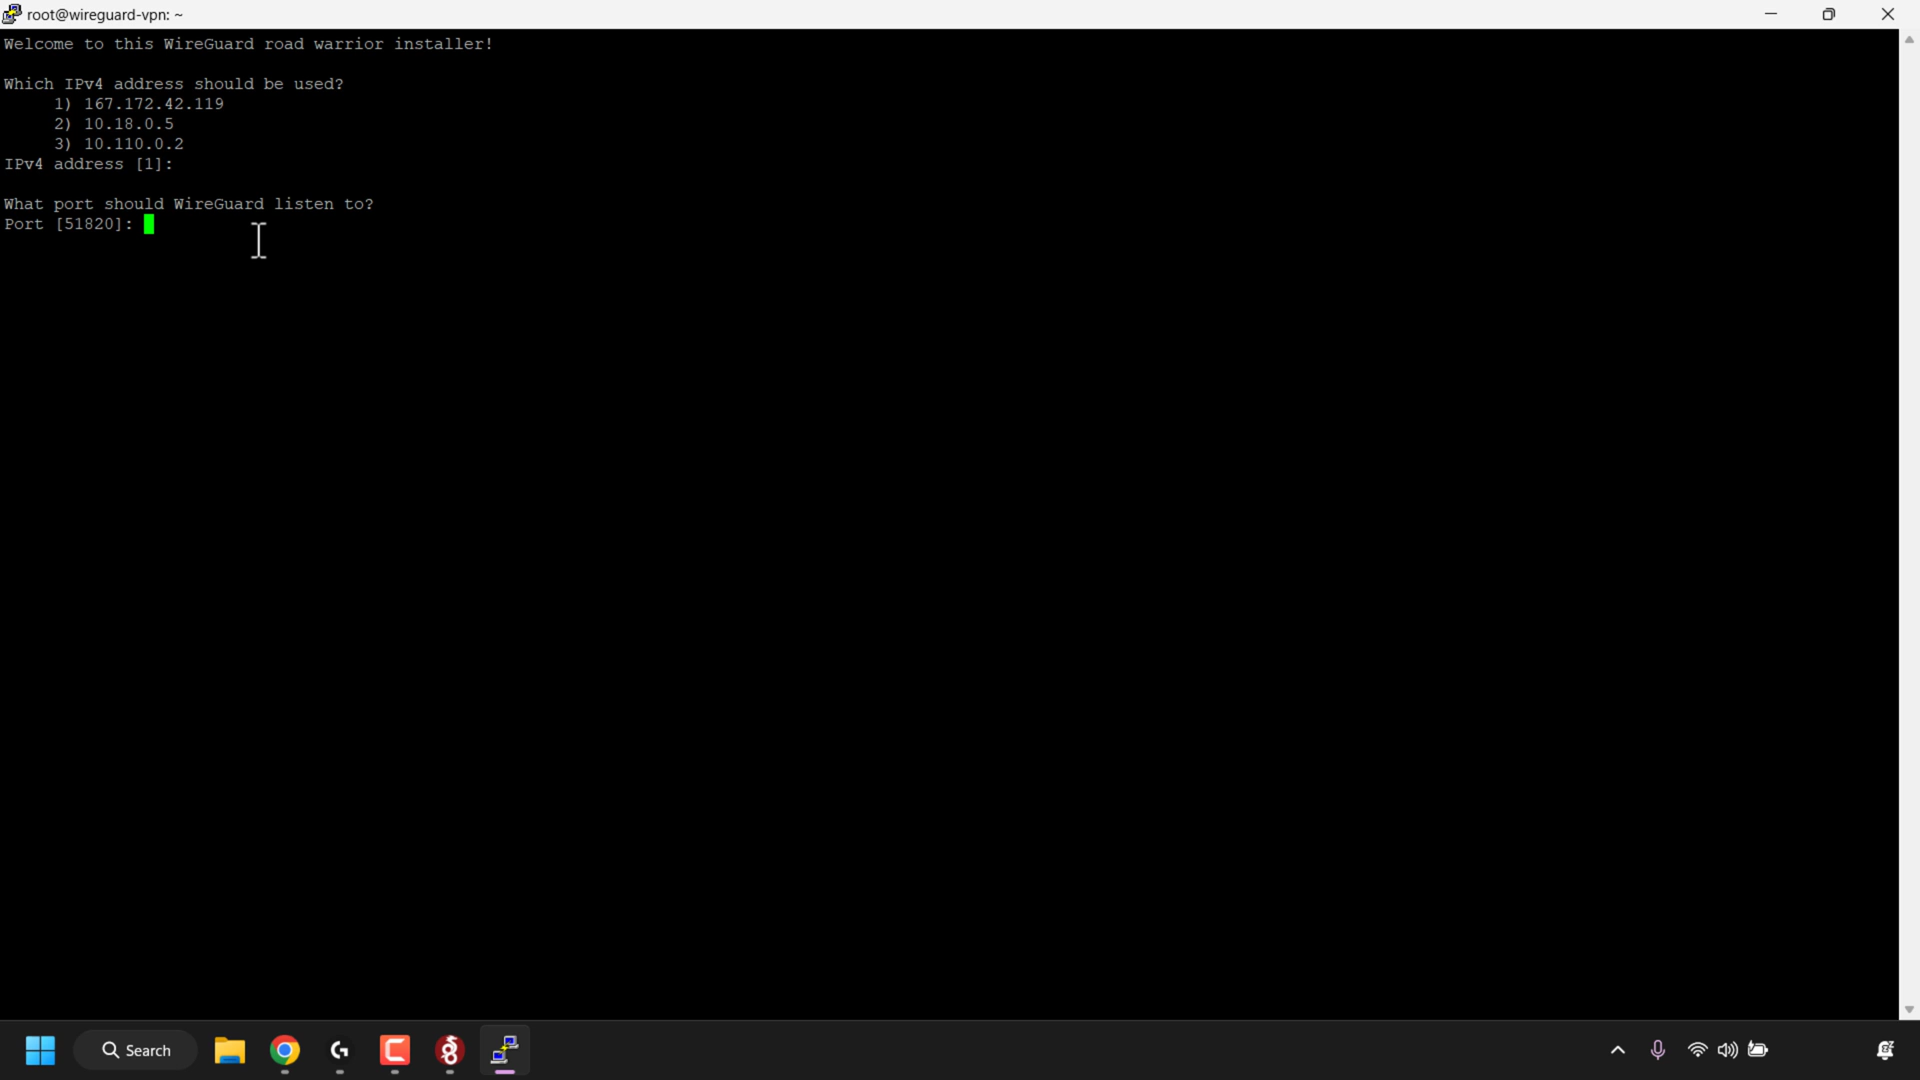 root@wireguard-vpn: ~
Welcome to this WireGuard road warrior installer!
Which IPv4 address should be used?
1) 167.172.42.119
2) 10.18.0.5
3) 10.110.0.2
IPv4 address [1]:
What port should WireGuard listen to?
Port [51820]:
Search